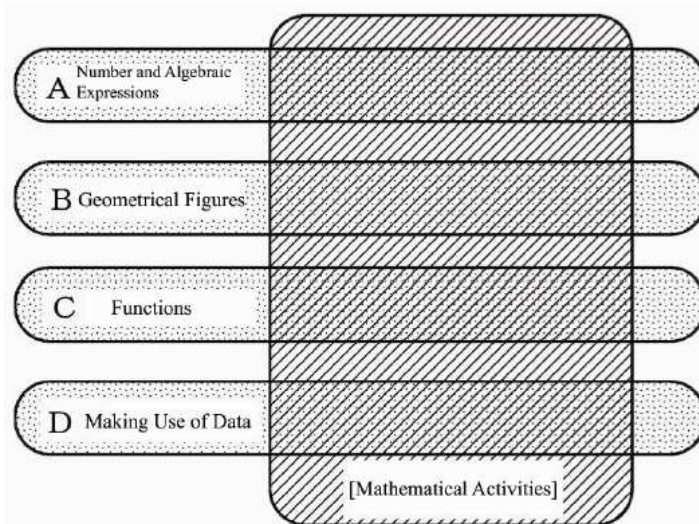 A Number and Algebraic
Expressions
B Geometrical Figures
C Functions
D Making Use of Data
[Mathematical Activities]